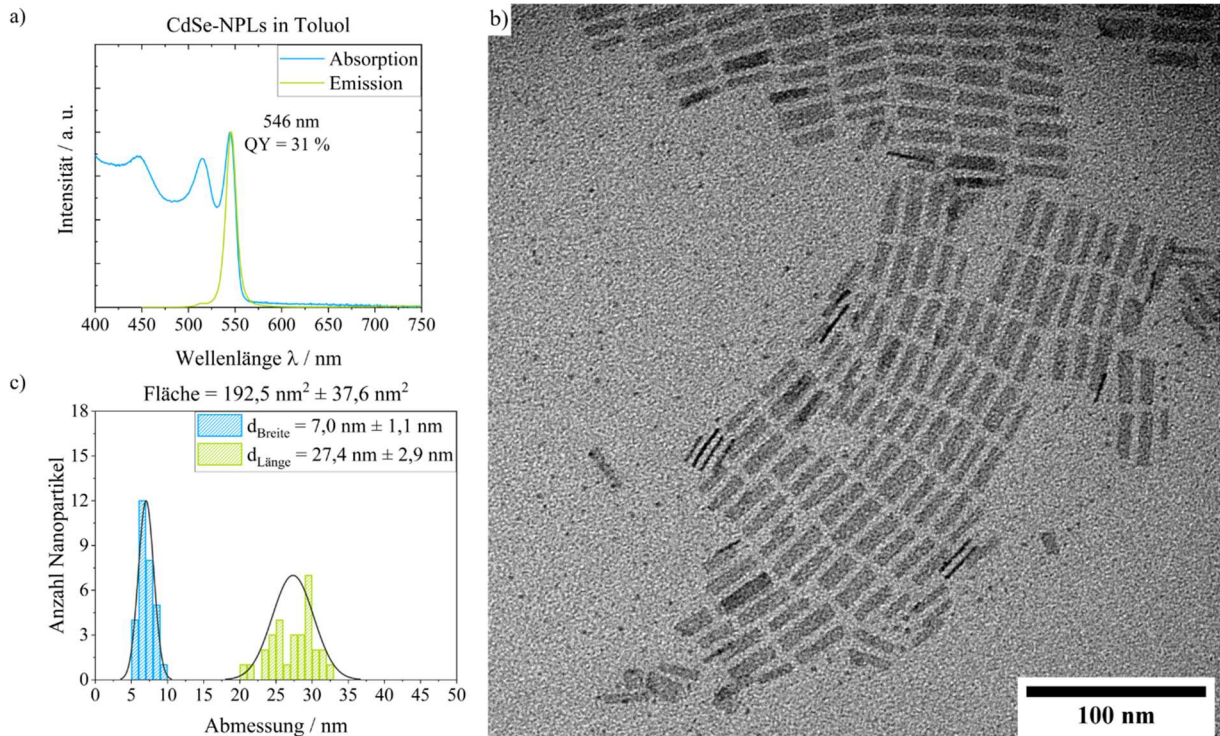 a)
CdSe-NPLs in Toluol
Absorption
Emission
546 nm
QY = 31 %
Intensität / a. u.
400 450 500 550 600 650 700 750
Wellenlänge λ / nm
b)
100 nm
c)
Fläche = 192,5 nm² ± 37,6 nm²
d_Breite = 7,0 nm ± 1,1 nm
d_Länge = 27,4 nm ± 2,9 nm
Anzahl Nanopartikel
18
15
12
9
6
3
0
0 5 10 15 20 25 30 35 40 45 50
Abmessung / nm